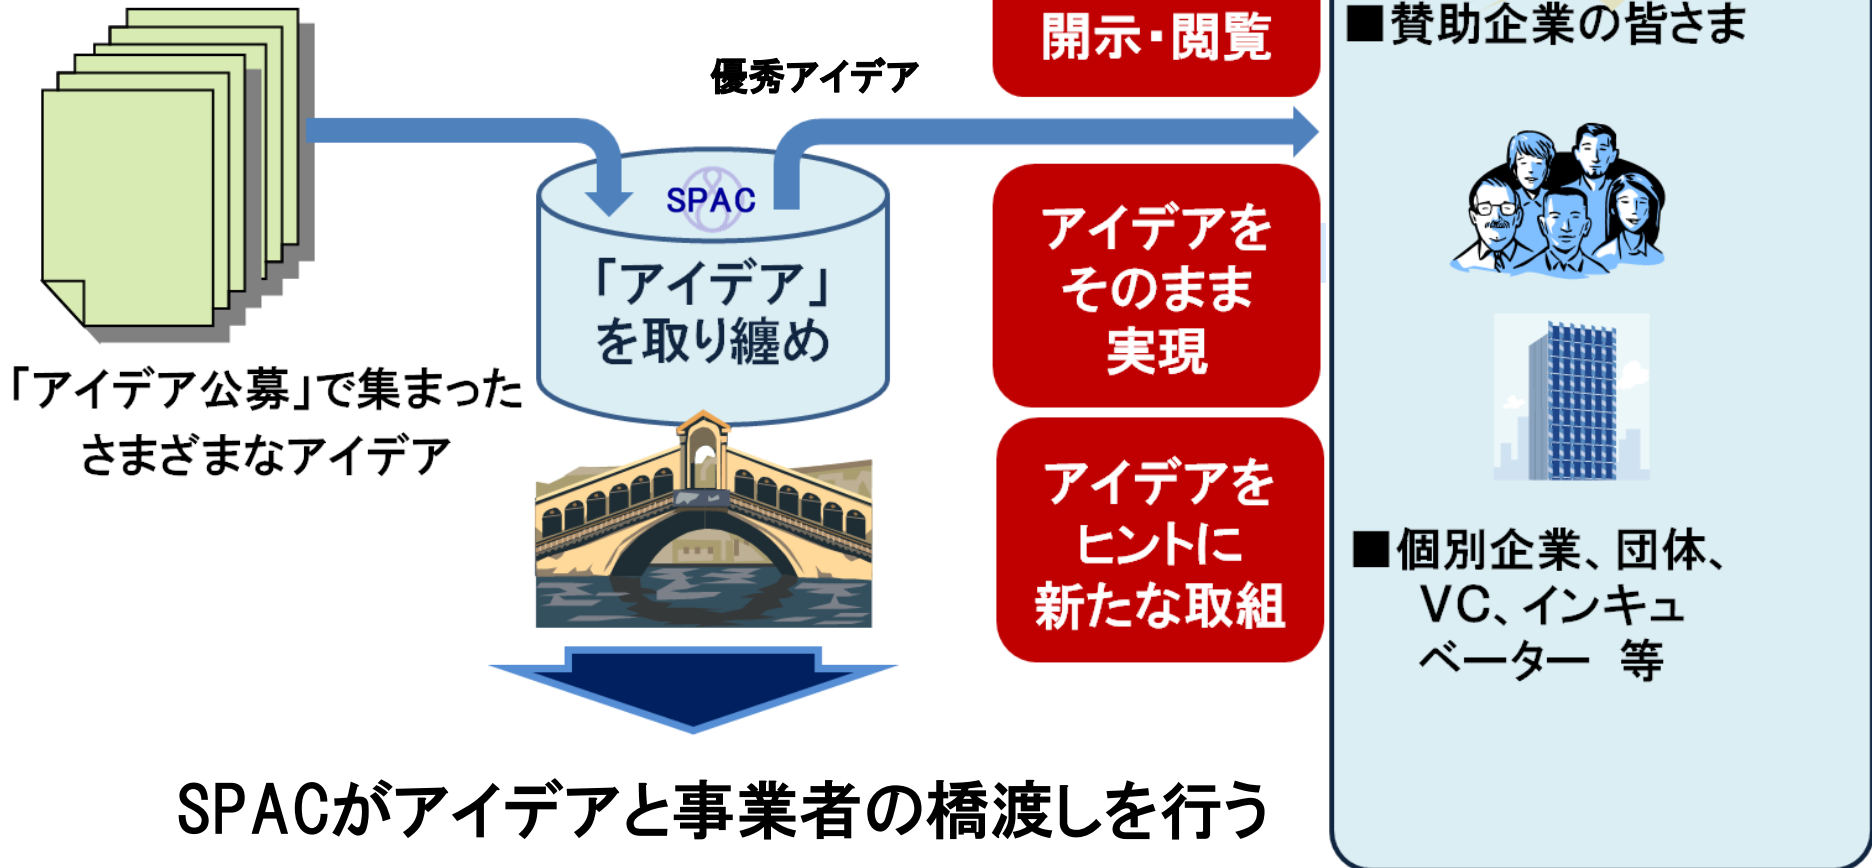 「アイデア公募」で集まった
さまざまなアイデア
SPAC
「アイデア」
を取り纏め
優秀アイデア
開示・閲覧
アイデアを
そのまま
実現
アイデアを
ヒントに
新たな取組
■賛助企業の皆さま
■個別企業、団体、
VC、インキュ
ベーター 等
SPACがアイデアと事業者の橋渡しを行う